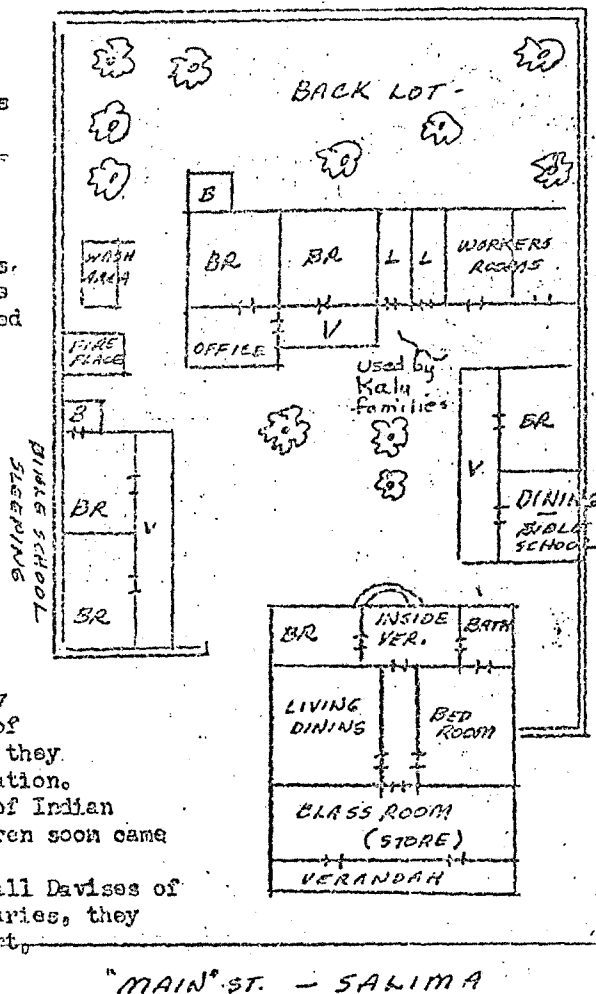 BACK LOT-
B
BR
BR
L
L
WORKERS
ROOMS
WASH
AREA
OFFICE
V
FIRE
PLACE
Used by
Kalu
families
B
BR
BR
V
BIBLE SCHOOL
SLEEPING
V
BR
DINING
BIBLE
SCHOOL
BR
INSIDE
VER.
BATH
LIVING
DINING
BED
ROOM
CLASS ROOM
(STORE)
VERANDAH
of
they
ation.
of Indian
ren soon came
all Davises of
aries, they
ct.
"MAIN" ST. - SALIMA